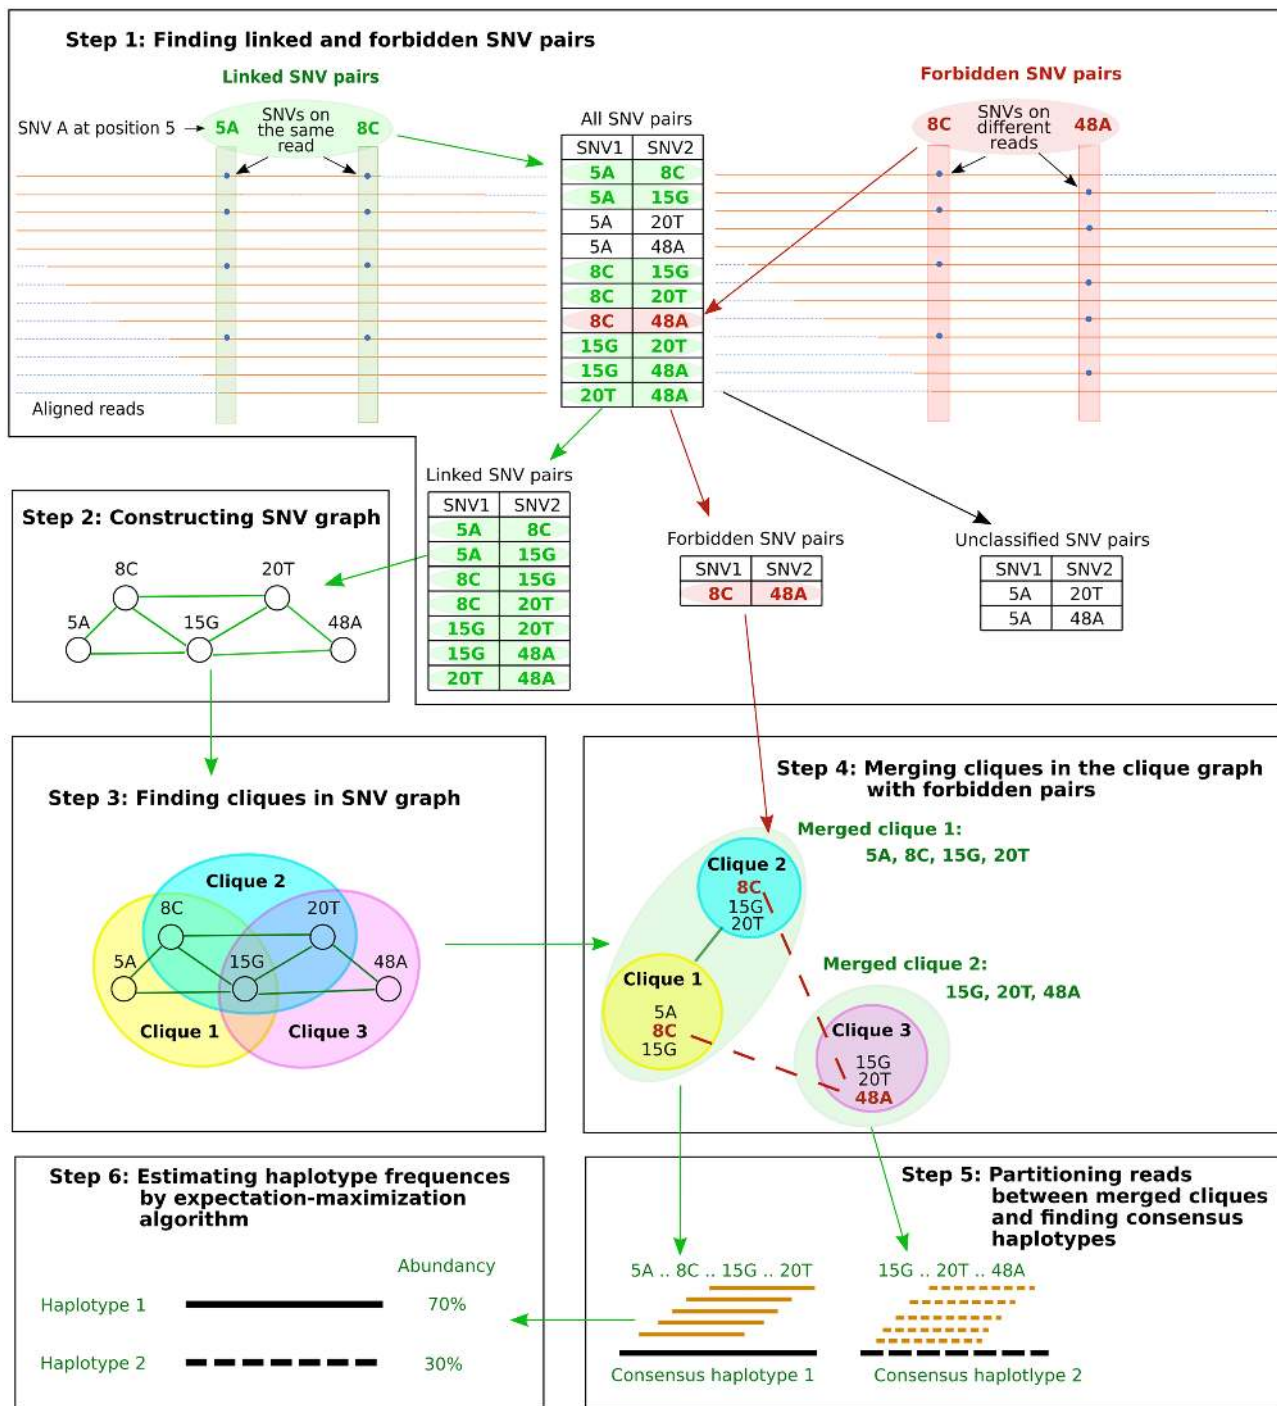 Step 1: Finding linked and forbidden SNV pairs
Linked SNV pairs
Forbidden SNV pairs
SNV A at position 5
5A
SNVs on
the same
read
8C
All SNV pairs
8C
SNVs on
different
reads
48A
SNV1 SNV2
5A 8C
5A 15G
5A 20T
5A 48A
8C 15G
8C 20T
8C 48A
15G 20T
15G 48A
20T 48A
Aligned reads
Linked SNV pairs
SNV1 SNV2
5A 8C
5A 15G
8C 15G
8C 20T
15G 20T
15G 48A
20T 48A
Forbidden SNV pairs
SNV1 SNV2
8C 48A
Unclassified SNV pairs
SNV1 SNV2
5A 20T
5A 48A
Step 2: Constructing SNV graph
8C 20T
5A 15G 48A
Step 3: Finding cliques in SNV graph
Clique 2
8C 20T
5A 15G 48A
Clique 1 Clique 3
Step 4: Merging cliques in the clique graph
with forbidden pairs
Merged clique 1:
5A, 8C, 15G, 20T
Clique 2
8C
15G
20T
Clique 1
5A
8C
15G
Merged clique 2:
15G, 20T, 48A
Clique 3
15G
20T
48A
Step 6: Estimating haplotype frequences
by expectation-maximization
algorithm
Abundancy
Haplotype 1 70%
Haplotype 2 30%
Step 5: Partitioning reads
between merged cliques
and finding consensus
haplotypes
5A .. 8C .. 15G .. 20T
15G .. 20T .. 48A
Consensus haplotype 1
Consensus haplotlype 2